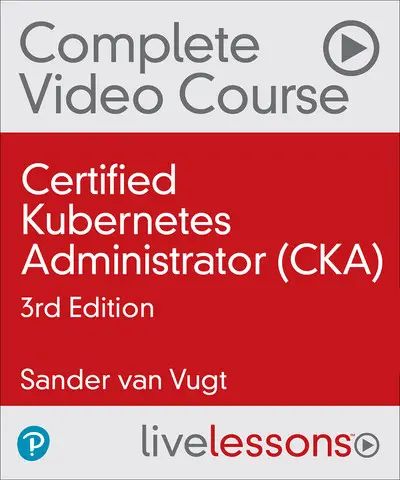 Complete
Video Course
Certified
Kubernetes
Administrator (CKA)
3rd Edition
Sander van Vugt
P
livelessons